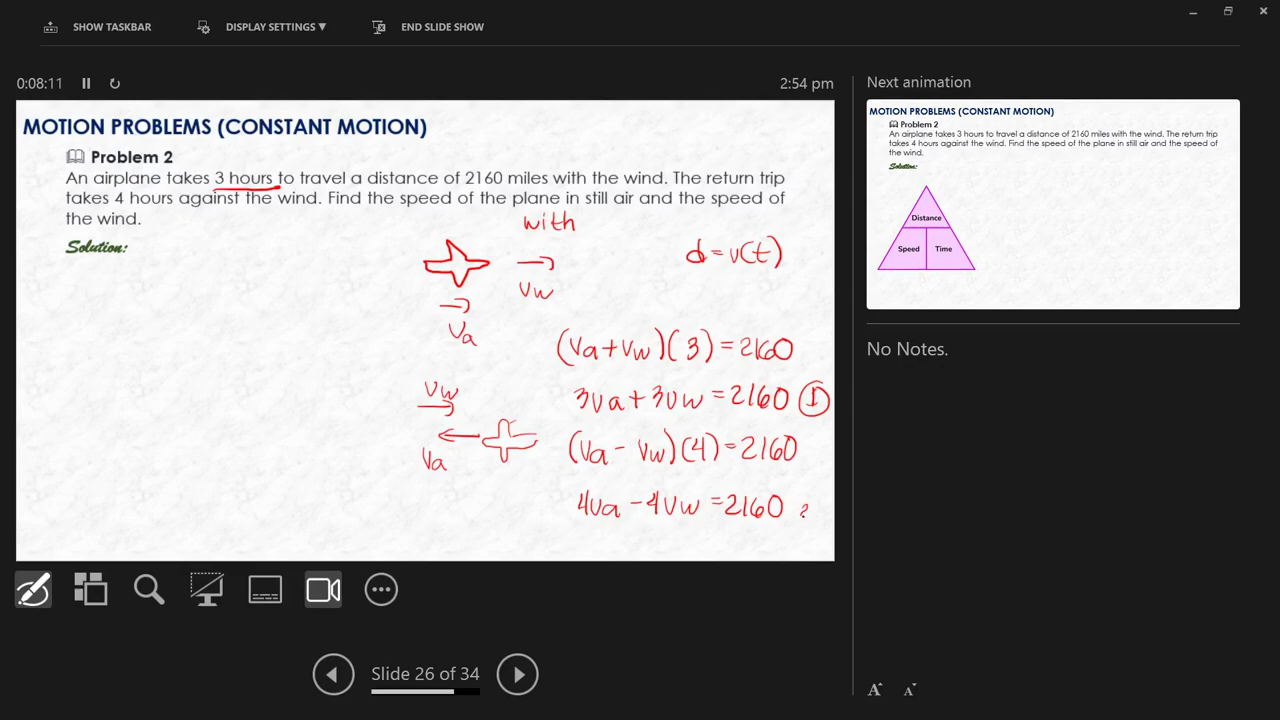 SHOW TASKBAR
DISPLAY SETTINGS ▼
END SLIDE SHOW
0:08:11
2:54 pm
MOTION PROBLEMS (CONSTANT MOTION)
Problem 2
An airplane takes 3 hours to travel a distance of 2160 miles with the wind. The return trip
takes 4 hours against the wind. Find the speed of the plane in still air and the speed of
the wind.
Solution:
with
d = v(t)
Vw
Va
(Va+Vw)(3) = 2160
3Va + 3Vw = 2160 ①
Vw
Va
(Va - Vw)(4) = 2160
4Va - 4Vw = 2160
Next animation
MOTION PROBLEMS (CONSTANT MOTION)
Problem 2
An airplane takes 3 hours to travel a distance of 2160 miles with the wind. The return trip
takes 4 hours against the wind. Find the speed of the plane in still air and the speed of
the wind.
Solution:
Distance
Speed
Time
No Notes.
Slide 26 of 34
A
A